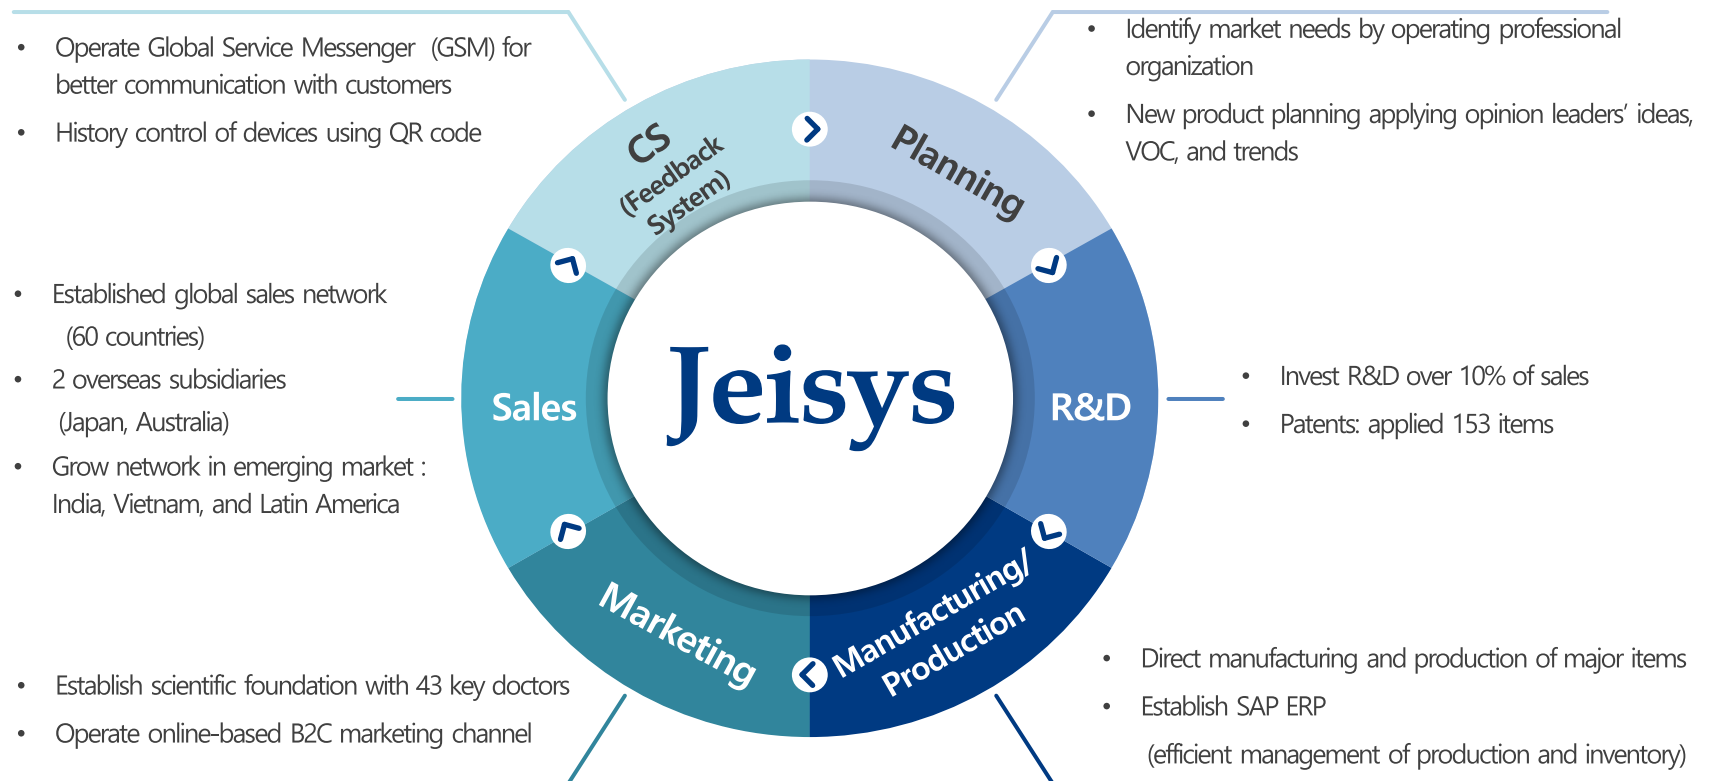 • Operate Global Service Messenger (GSM) for
better communication with customers
• History control of devices using QR code
• Identify market needs by operating professional
organization
• New product planning applying opinion leaders’ ideas,
VOC, and trends
CS
(Feedback
System)
Planning
• Established global sales network
(60 countries)
• 2 overseas subsidiaries
(Japan, Australia)
• Grow network in emerging market :
India, Vietnam, and Latin America
Sales
Jeisys
R&D
• Invest R&D over 10% of sales
• Patents: applied 153 items
Marketing
Manufacturing/
Production
• Establish scientific foundation with 43 key doctors
• Operate online-based B2C marketing channel
• Direct manufacturing and production of major items
• Establish SAP ERP
(efficient management of production and inventory)